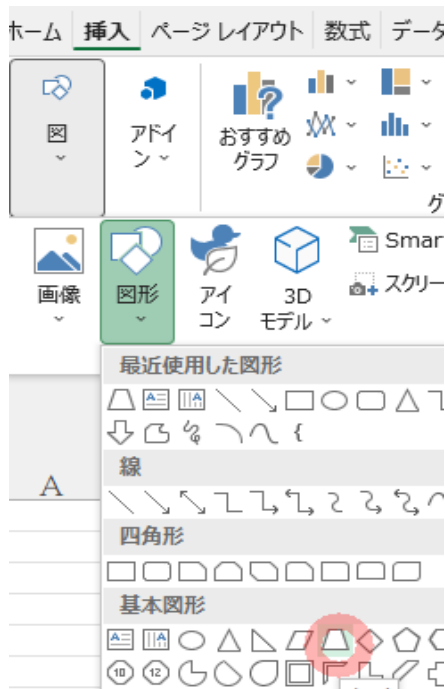 ホーム 挿入 ページ レイアウト 数式 データ
図
アドイ
ン
おすすめ
グラフ
グ
画像
図形
アイ
コン
3D
モデル
Smar
スクリー
最近使用した図形
A
線
四角形
基本図形
10 12